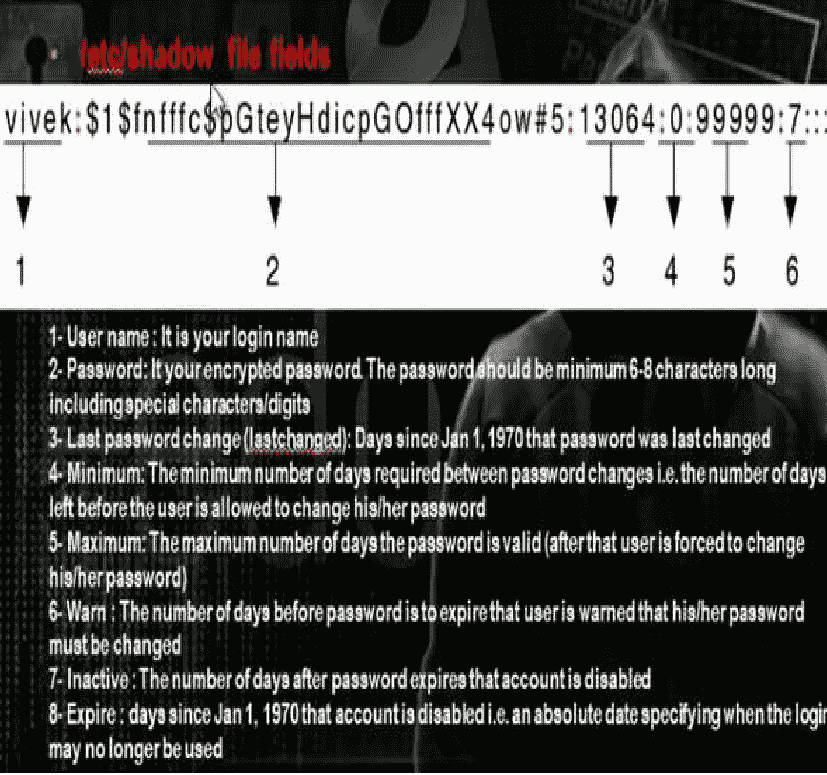 /etc/shadow file fields
vivek:$1$fnfffc$pGteyHdicpGOfffXX4ow#5:13064:0:99999:7:::
1 2 3 4 5 6
1- User name : It is your login name
2- Password: It your encrypted password. The password should be minimum 6-8 characters long
including special characters/digits
3- Last password change (lastchanged): Days since Jan 1, 1970 that password was last changed
4- Minimum: The minimum number of days required between password changes i.e. the number of days
left before the user is allowed to change his/her password
5- Maximum: The maximum number of days the password is valid (after that user is forced to change
his/her password)
6- Warn : The number of days before password is to expire that user is warned that his/her password
must be changed
7- Inactive : The number of days after password expires that account is disabled
8- Expire : days since Jan 1, 1970 that account is disabled i.e. an absolute date specifying when the login
may no longer be used